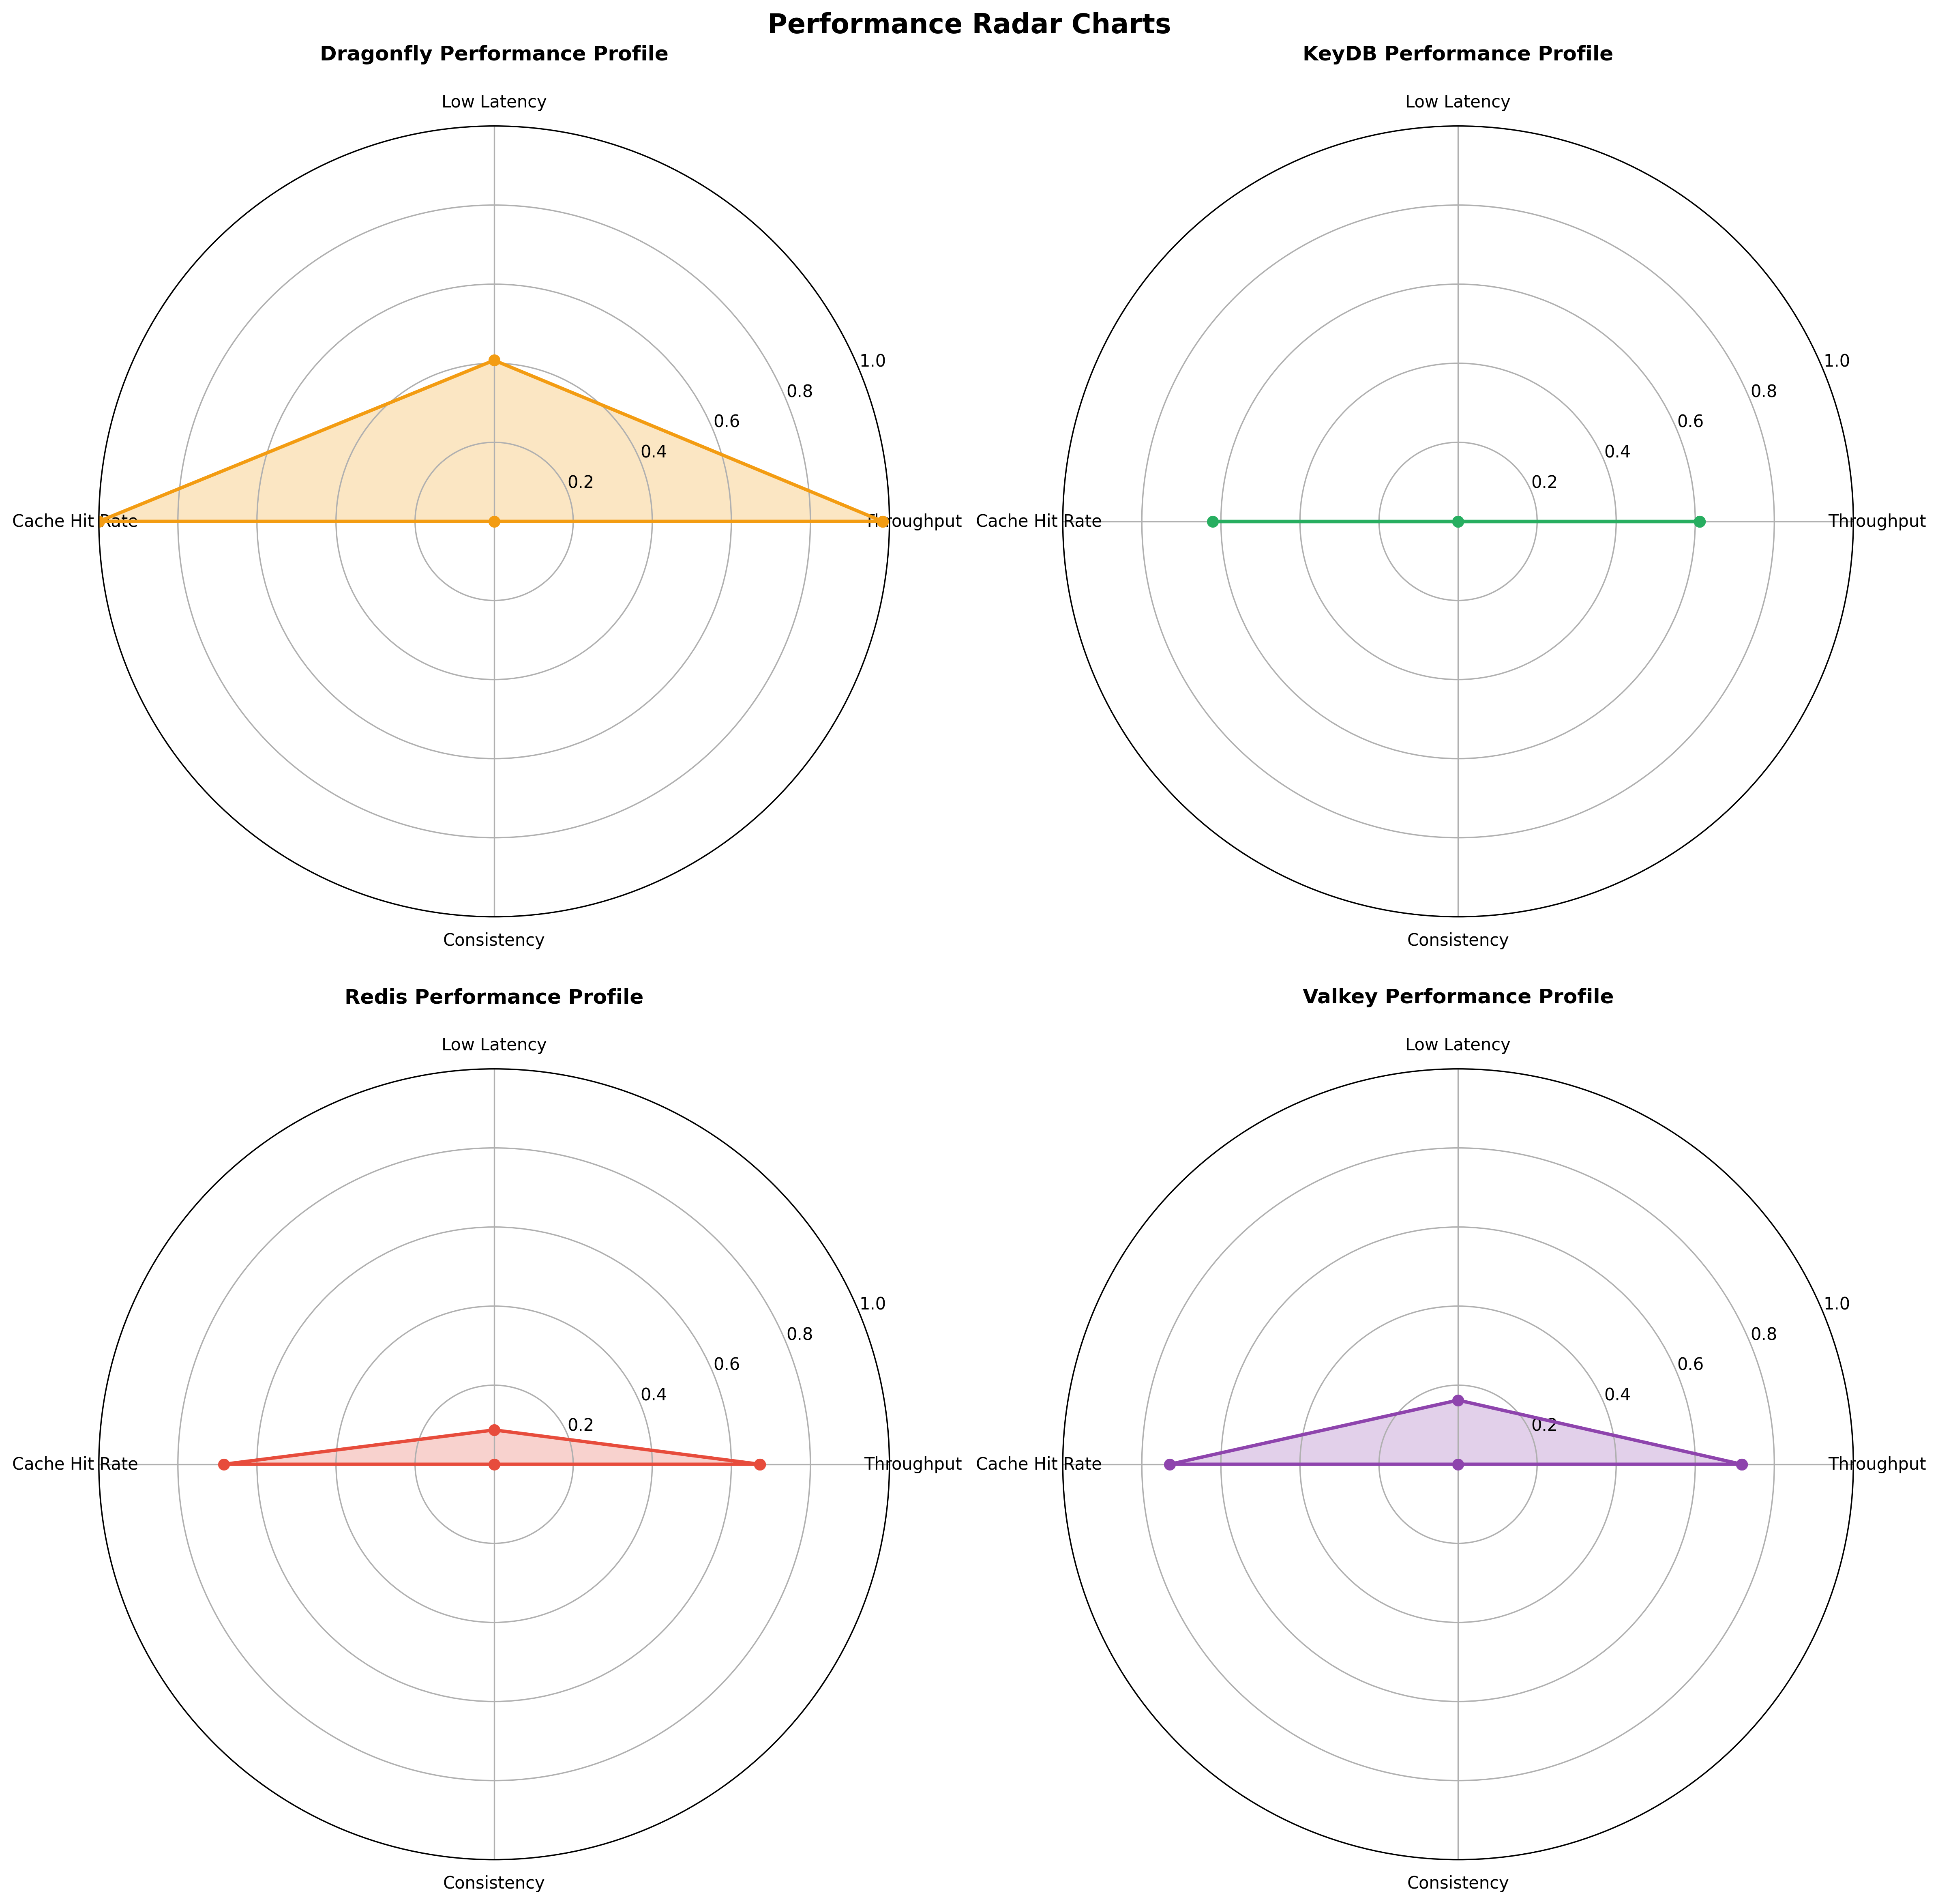 Performance Radar Charts
Dragonfly Performance Profile
Low Latency
1.0
0.8
0.6
0.4
0.2
Cache Hit Rate
Throughput
Consistency
KeyDB Performance Profile
Low Latency
1.0
0.8
0.6
0.4
0.2
Cache Hit Rate
Throughput
Consistency
Redis Performance Profile
Low Latency
1.0
0.8
0.6
0.4
0.2
Cache Hit Rate
Throughput
Consistency
Valkey Performance Profile
Low Latency
1.0
0.8
0.6
0.4
0.2
Cache Hit Rate
Throughput
Consistency